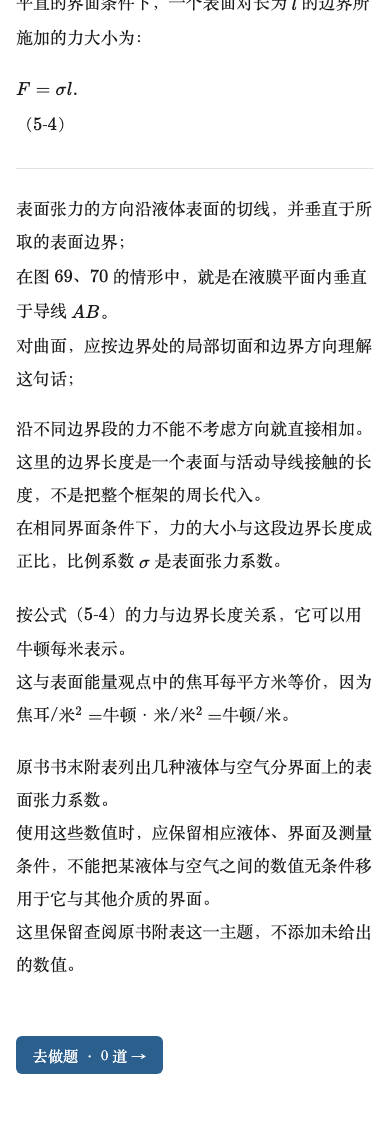 平直的界面条件下，一个表面对长为 l 的边界所
施加的力大小为：
F = σl.
（5-4）
表面张力的方向沿液体表面的切线，并垂直于所
取的表面边界；
在图 69、70 的情形中，就是在液膜平面内垂直
于导线 AB。
对曲面，应按边界处的局部切面和边界方向理解
这句话；
沿不同边界段的力不能不考虑方向就直接相加。
这里的边界长度是一个表面与活动导线接触的长
度，不是把整个框架的周长代入。
在相同界面条件下，力的大小与这段边界长度成
正比，比例系数 σ 是表面张力系数。
按公式（5-4）的力与边界长度关系，它可以用
牛顿每米表示。
这与表面能量观点中的焦耳每平方米等价，因为
焦耳/米² =牛顿 · 米/米² =牛顿/米。
原书书末附表列出几种液体与空气分界面上的表
面张力系数。
使用这些数值时，应保留相应液体、界面及测量
条件，不能把某液体与空气之间的数值无条件移
用于它与其他介质的界面。
这里保留查阅原书附表这一主题，不添加未给出
的数值。
去做题 · 0 道 →